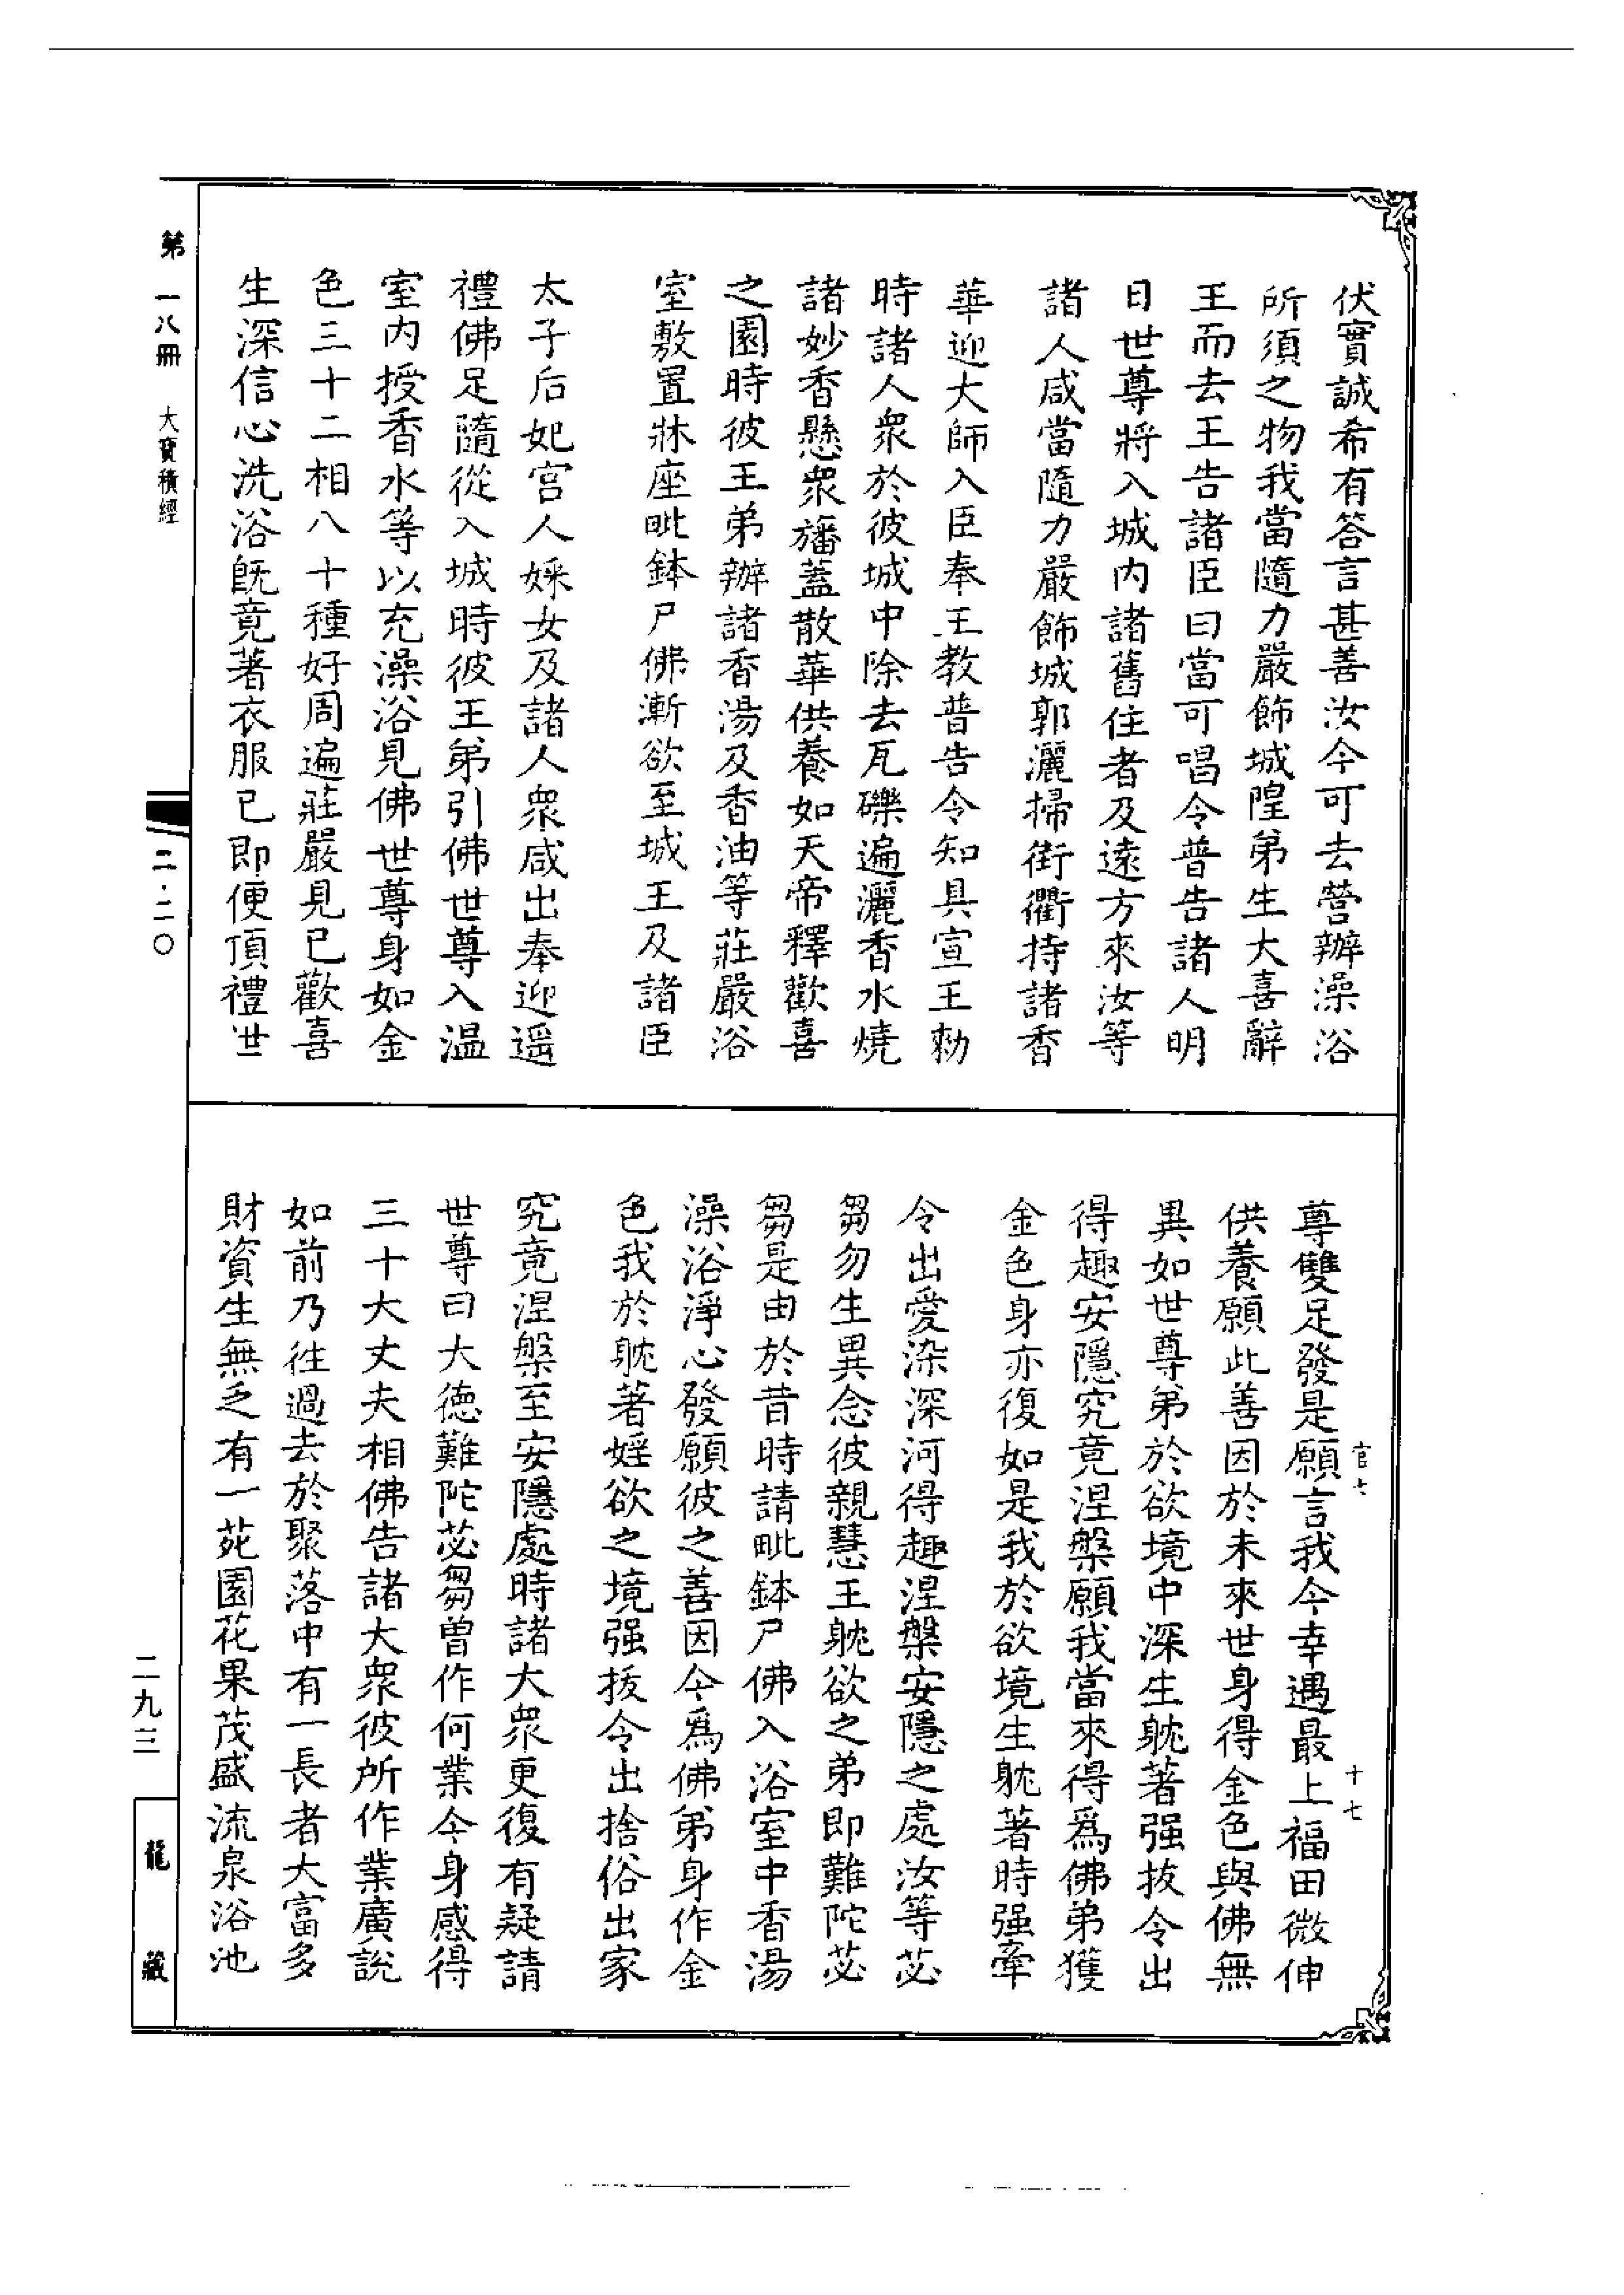 伏實誠希有答言甚善汝今可去營辦澡浴
所須之物我當隨力嚴飾城隍弟生大喜辭
王而去王告諸臣曰當可唱令普告諸人明
日世尊將入城內諸舊住者及遠方來汝等
諸人咸當隨力嚴飾城郭灑掃街衢持諸香
華迎大師入臣奉王教普告令知具宣王勑
時諸人衆於彼城中除去瓦礫遍灑香水燒
諸妙香懸衆旛蓋散華供養如天帝釋歡喜
之園時彼王弟辦諸香湯及香油等莊嚴浴
室敷置牀座毗鉢尸佛漸欲至城王及諸臣
太子后妃宮人婇女及諸人衆咸出奉迎遥
禮佛足隨從入城時彼王弟引佛世尊入温
室內授香水等以充澡浴見佛世尊身如金
色三十二相八十種好周遍莊嚴見已歡喜
生深信心洗浴旣竟著衣服已即便頂禮世
尊雙足發是願言我今幸遇最上福田微伸
供養願此善因於未來世身得金色與佛無
異如世尊弟於欲境中深生躭著强拔令出
得趣安隱究竟涅槃願我當來得爲佛弟獲
金色身亦復如是我於欲境生躭著時强牽
令出愛染深河得趣涅槃安隱之處汝等苾
芻勿生異念彼親慧王躭欲之弟即難陀苾
芻是由於昔時請毗鉢尸佛入浴室中香湯
澡浴淨心發願彼之善因今爲佛弟身作金
色我於躭著婬欲之境强拔令出捨俗出家
究竟涅槃至安隱處時諸大衆更復有疑請
世尊曰大德難陀苾芻曾作何業今身感得
三十大丈夫相佛告諸大衆彼所作業廣說
如前乃往過去於聚落中有一長者大富多
財資生無乏有一苑園花果茂盛流泉浴池
官七
十七
第一八冊 大寶積經
二·二〇
二九三
龍藏